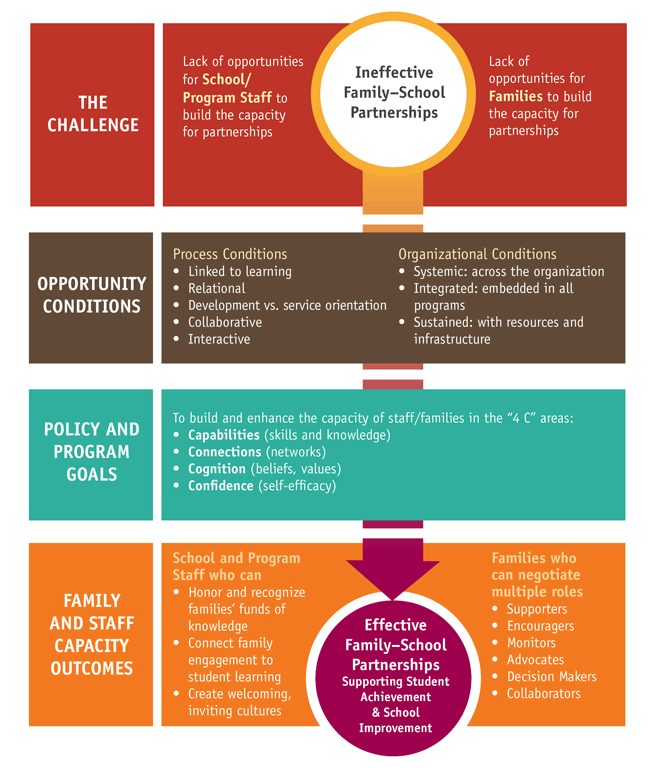 THE
CHALLENGE
Lack of opportunities
for School/
Program Staff to
build the capacity
for partnerships
Ineffective
Family–School
Partnerships
Lack of
opportunities for
Families to build
the capacity for
partnerships
OPPORTUNITY
CONDITIONS
Process Conditions
• Linked to learning
• Relational
• Development vs. service orientation
• Collaborative
• Interactive
Organizational Conditions
• Systemic: across the organization
• Integrated: embedded in all
programs
• Sustained: with resources and
infrastructure
POLICY AND
PROGRAM
GOALS
To build and enhance the capacity of staff/families in the “4 C” areas:
• Capabilities (skills and knowledge)
• Connections (networks)
• Cognition (beliefs, values)
• Confidence (self-efficacy)
FAMILY
AND STAFF
CAPACITY
OUTCOMES
School and Program
Staff who can
• Honor and recognize
families’ funds of
knowledge
• Connect family
engagement to
student learning
• Create welcoming,
inviting cultures
Effective
Family–School
Partnerships
Supporting Student
Achievement
& School
Improvement
Families who
can negotiate
multiple roles
• Supporters
• Encouragers
• Monitors
• Advocates
• Decision Makers
• Collaborators